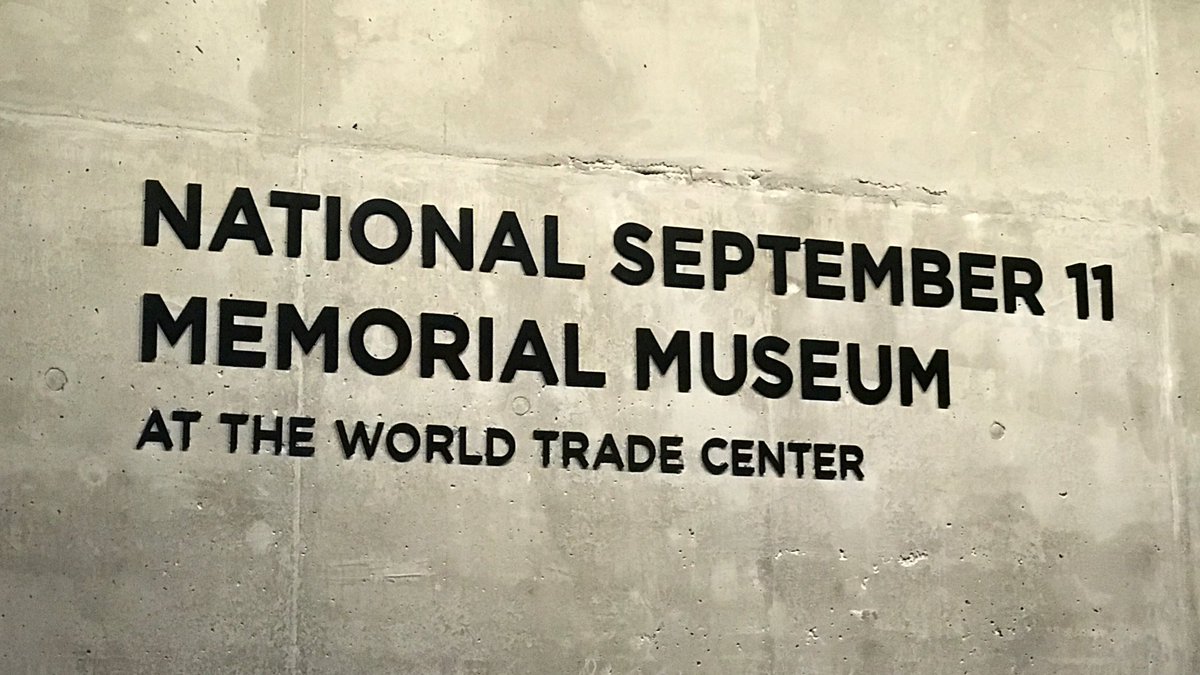 NATIONAL SEPTEMBER 11
MEMORIAL MUSEUM
AT THE WORLD TRADE CENTER